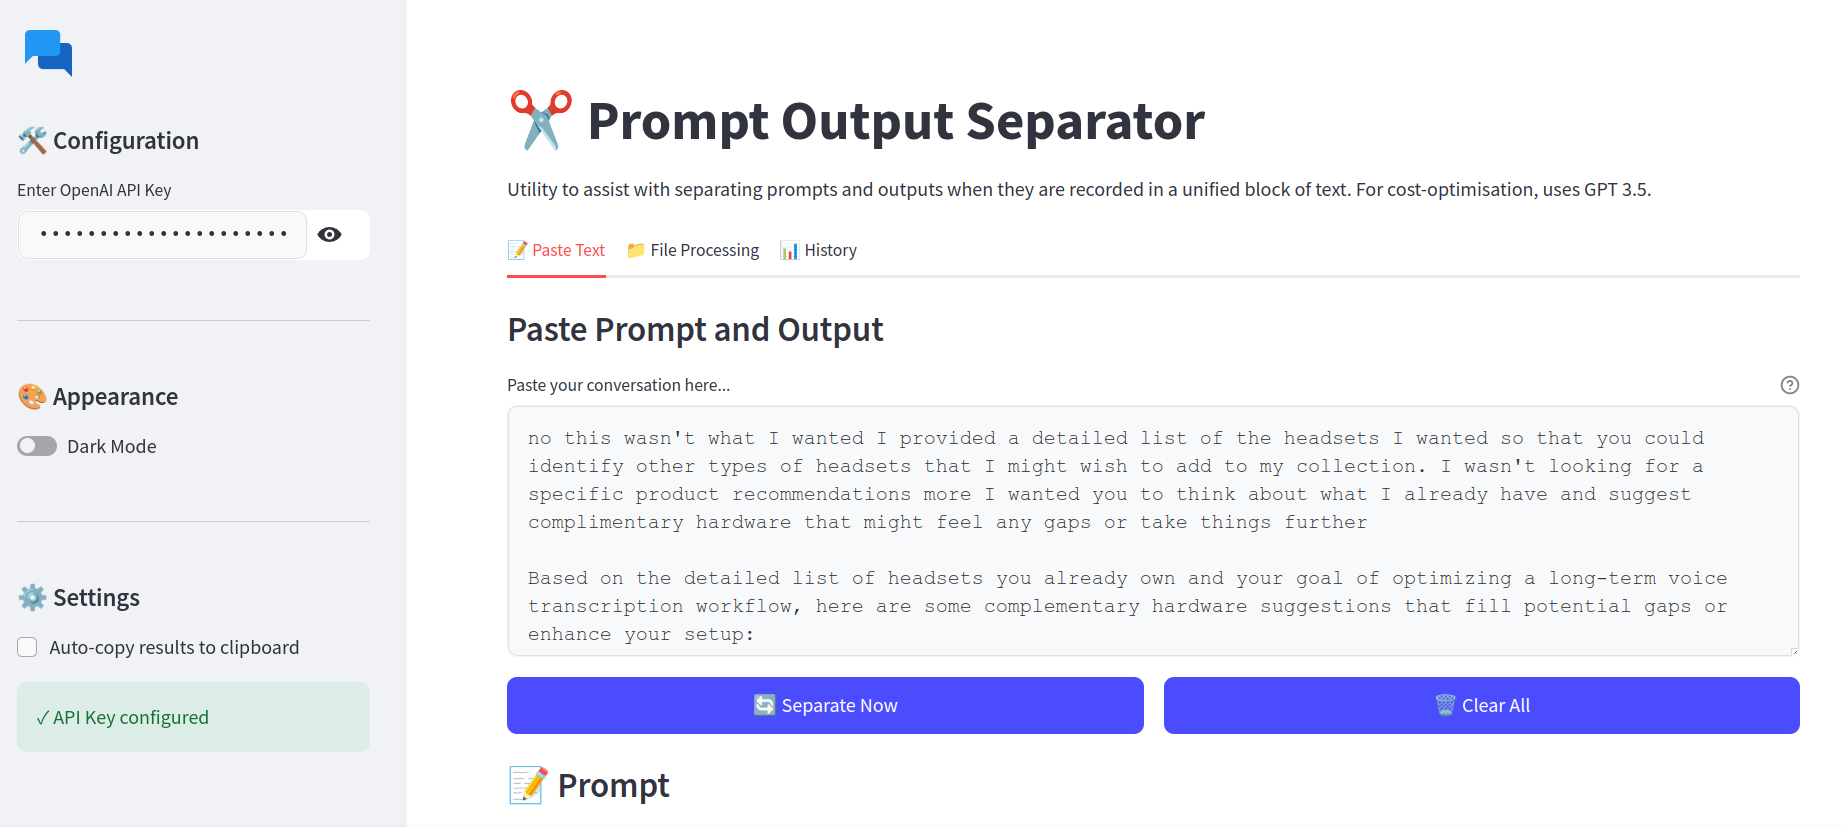 Configuration
Enter OpenAI API Key
•••••••••••••••••••••
Appearance
Dark Mode
Settings
Auto-copy results to clipboard
✓ API Key configured
Prompt Output Separator
Utility to assist with separating prompts and outputs when they are recorded in a unified block of text. For cost-optimisation, uses GPT 3.5.
Paste Text
File Processing
History
Paste Prompt and Output
Paste your conversation here...
no this wasn't what I wanted I provided a detailed list of the headsets I wanted so that you could
identify other types of headsets that I might wish to add to my collection. I wasn't looking for a
specific product recommendations more I wanted you to think about what I already have and suggest
complimentary hardware that might feel any gaps or take things further
Based on the detailed list of headsets you already own and your goal of optimizing a long-term voice
transcription workflow, here are some complementary hardware suggestions that fill potential gaps or
enhance your setup:
Separate Now
Clear All
Prompt